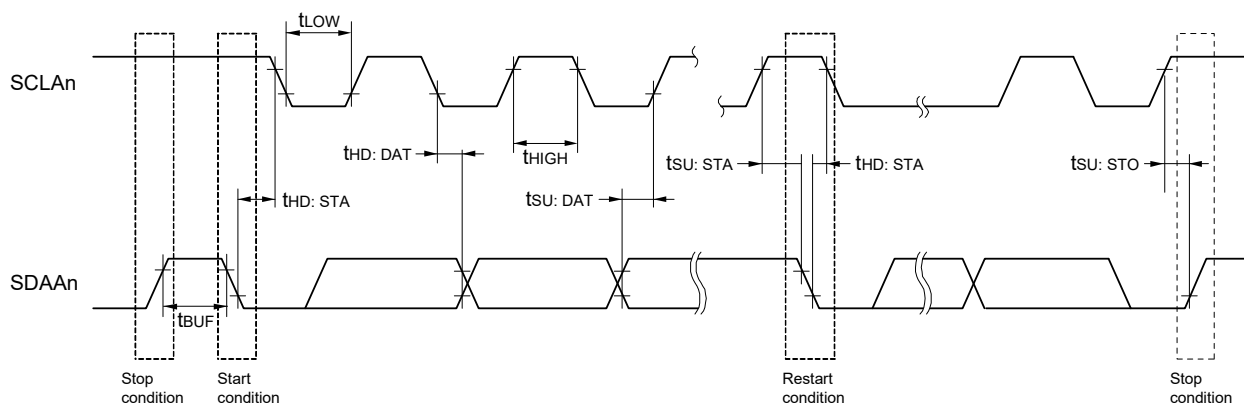 tLOW
SCLAn
tHD: DAT
tHIGH
tSU: STA
tHD: STA
tSU: STO
tHD: STA
tSU: DAT
SDAAn
tBUF
Stop
condition
Start
condition
Restart
condition
Stop
condition